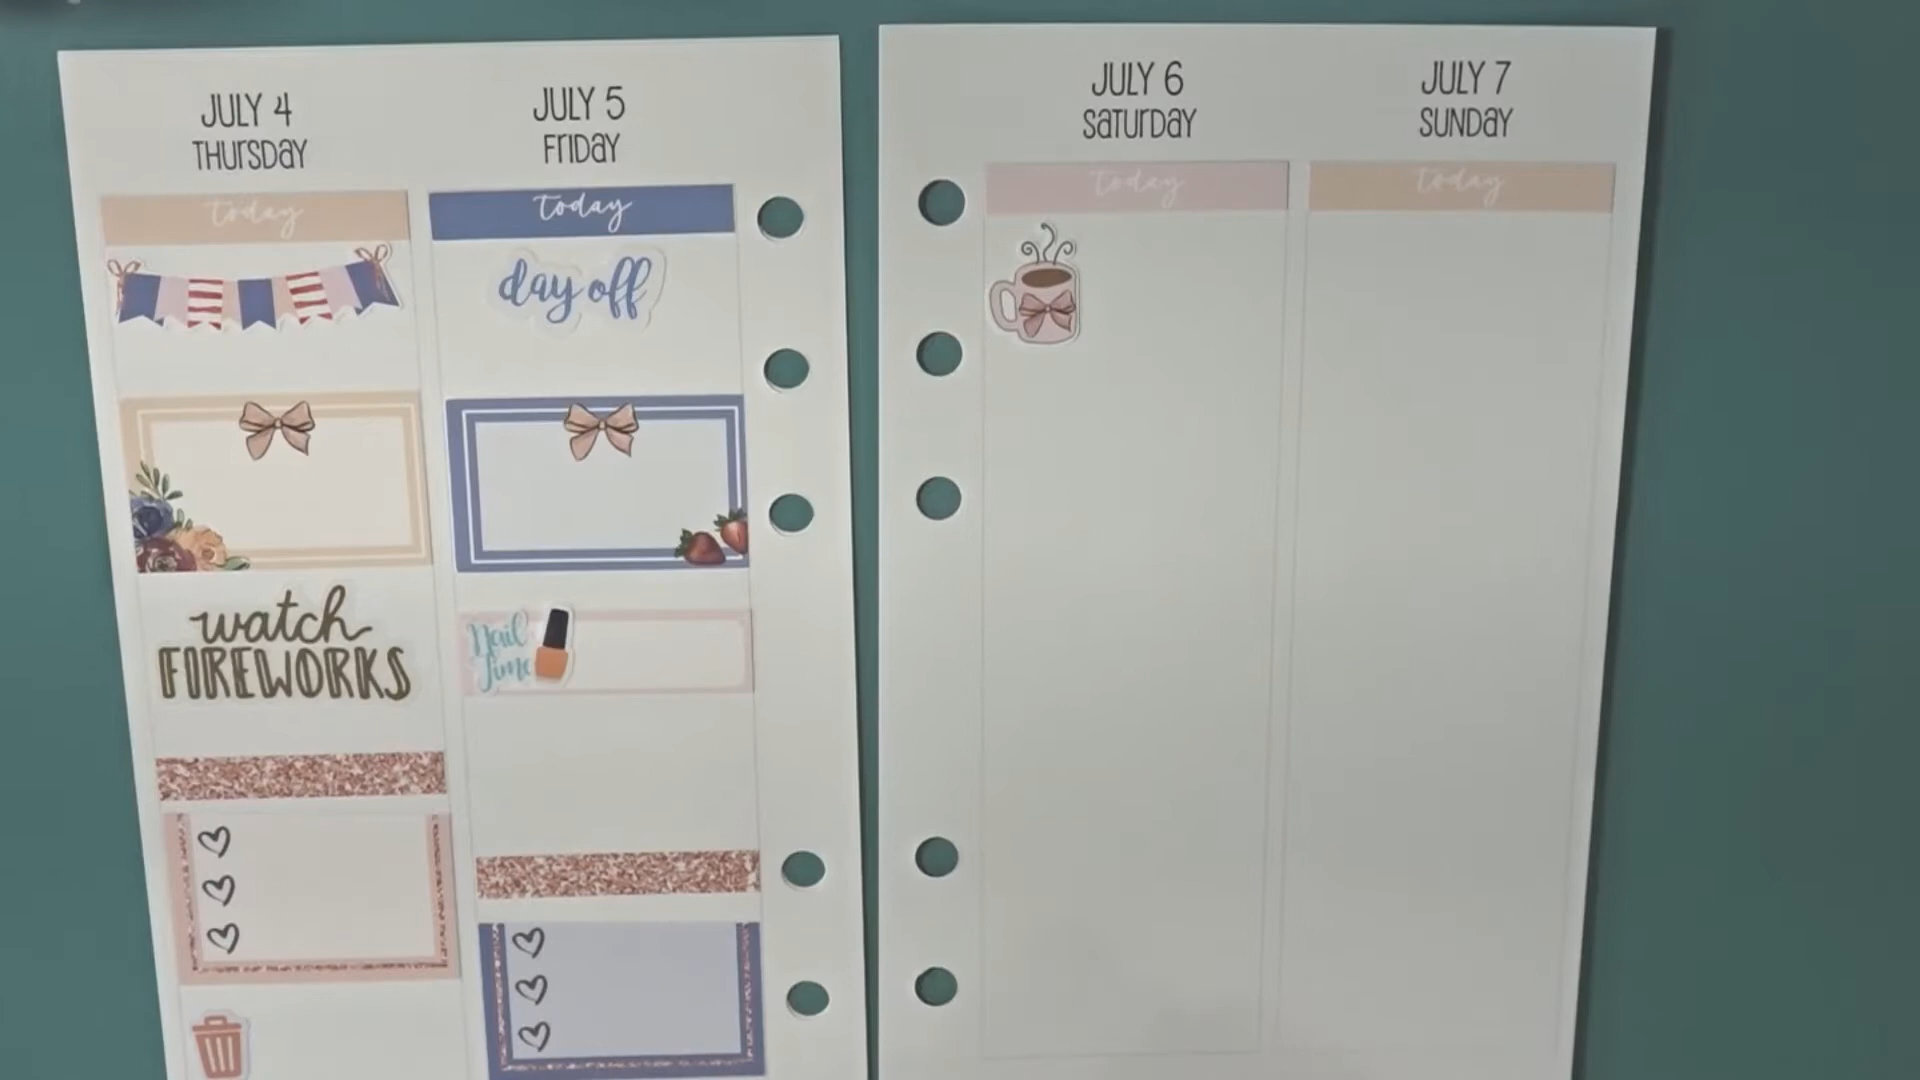 JULY 4
THURSDAY
today
watch
FIREWORKS
JULY 5
FRIDAY
today
day off
Nail
Time
JULY 6
SATURDAY
today
JULY 7
SUNDAY
today